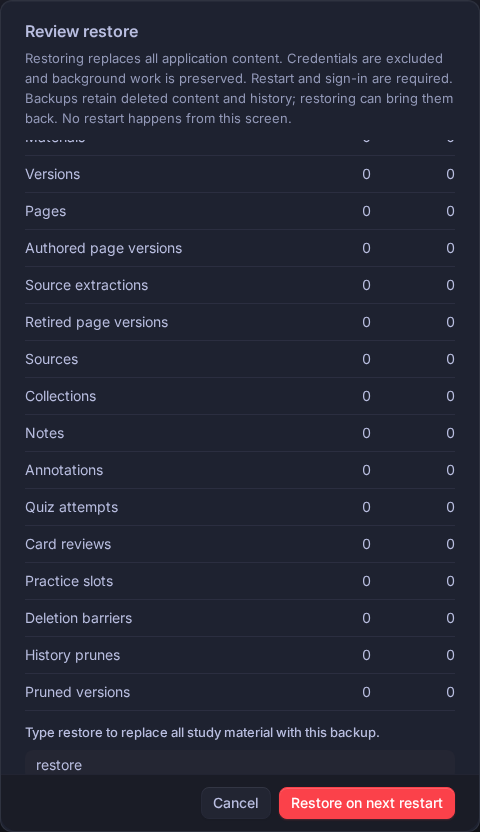 Review restore
Restoring replaces all application content. Credentials are excluded
and background work is preserved. Restart and sign-in are required.
Backups retain deleted content and history; restoring can bring them
back. No restart happens from this screen.
Materials 0 0
Versions 0 0
Pages 0 0
Authored page versions 0 0
Source extractions 0 0
Retired page versions 0 0
Sources 0 0
Collections 0 0
Notes 0 0
Annotations 0 0
Quiz attempts 0 0
Card reviews 0 0
Practice slots 0 0
Deletion barriers 0 0
History prunes 0 0
Pruned versions 0 0
Type restore to replace all study material with this backup.
restore
Cancel Restore on next restart